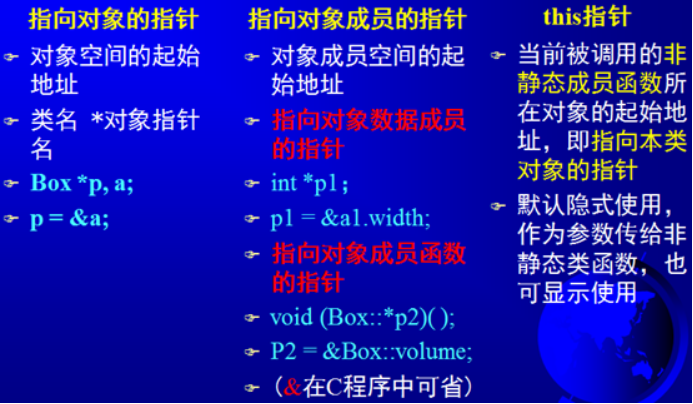 指向对象的指针
对象空间的起始
地址
类名 *对象指针
名
Box *p, a;
p = &a;
指向对象成员的指针
对象成员空间的起
始地址
指向对象数据成员
的指针
int *p1;
p1 = &a1.width;
指向对象成员函数
的指针
void (Box::*p2)( );
P2 = &Box::volume;
(&在C程序中可省)
this指针
当前被调用的非
静态成员函数所
在对象的起始地
址，即指向本类
对象的指针
默认隐式使用，
作为参数传给非
静态类函数，也
可显示使用